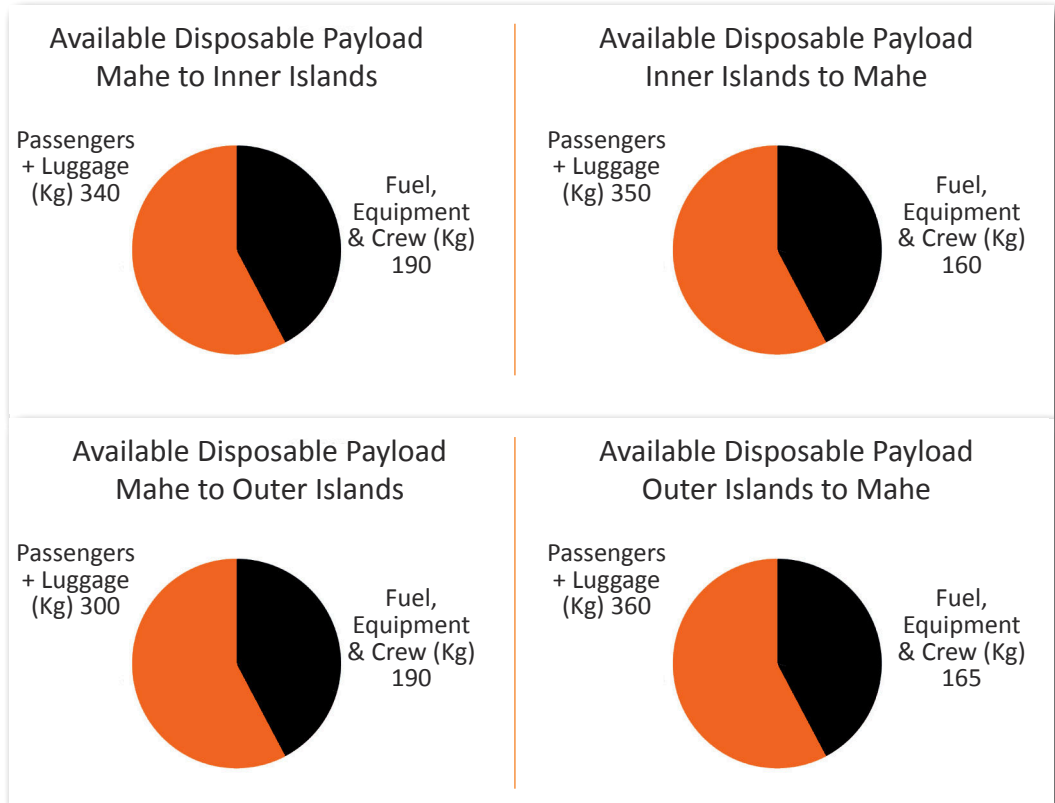 Available Disposable Payload
Mahe to Inner Islands
Passengers
+ Luggage
(Kg) 340
Fuel,
Equipment
& Crew (Kg)
190
Available Disposable Payload
Inner Islands to Mahe
Passengers
+ Luggage
(Kg) 350
Fuel,
Equipment
& Crew (Kg)
160
Available Disposable Payload
Mahe to Outer Islands
Passengers
+ Luggage
(Kg) 300
Fuel,
Equipment
& Crew (Kg)
190
Available Disposable Payload
Outer Islands to Mahe
Passengers
+ Luggage
(Kg) 360
Fuel,
Equipment
& Crew (Kg)
165